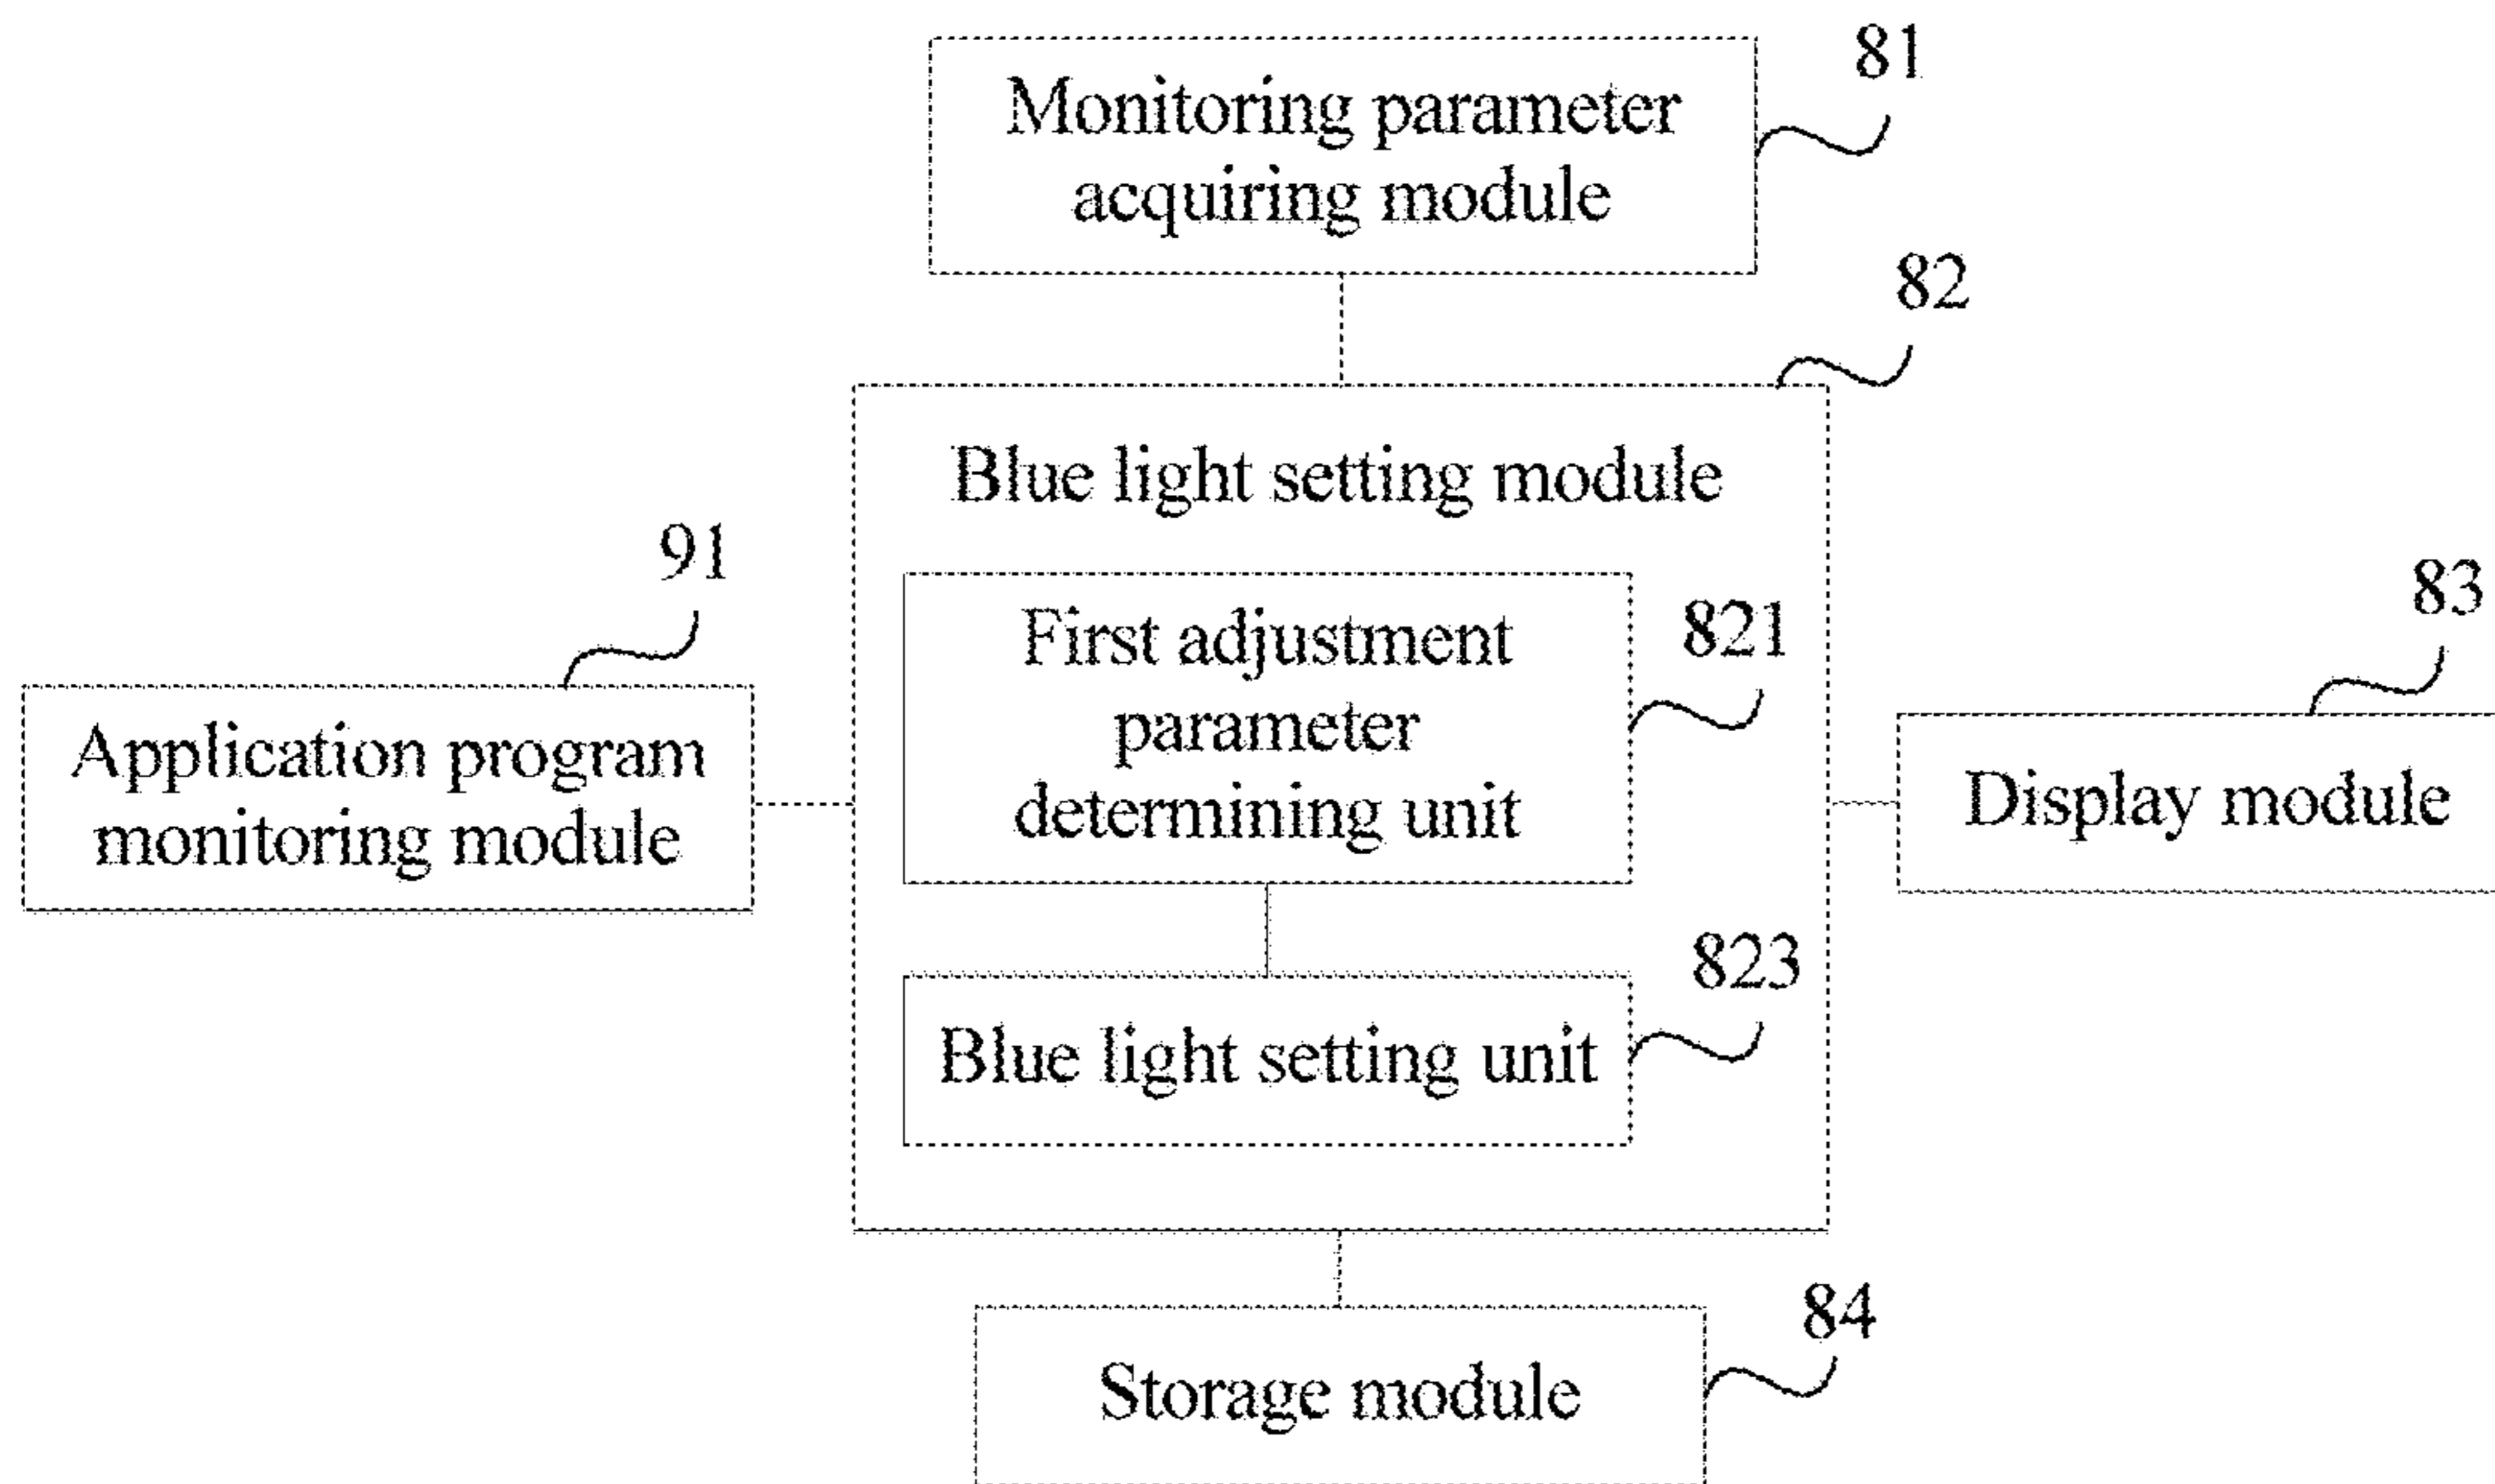 81
Monitoring parameter
acquiring module
82
Blue light setting module
91
First adjustment
parameter
determining unit
821
83
Application program
monitoring module
Display module
823
Blue light setting unit
84
Storage module